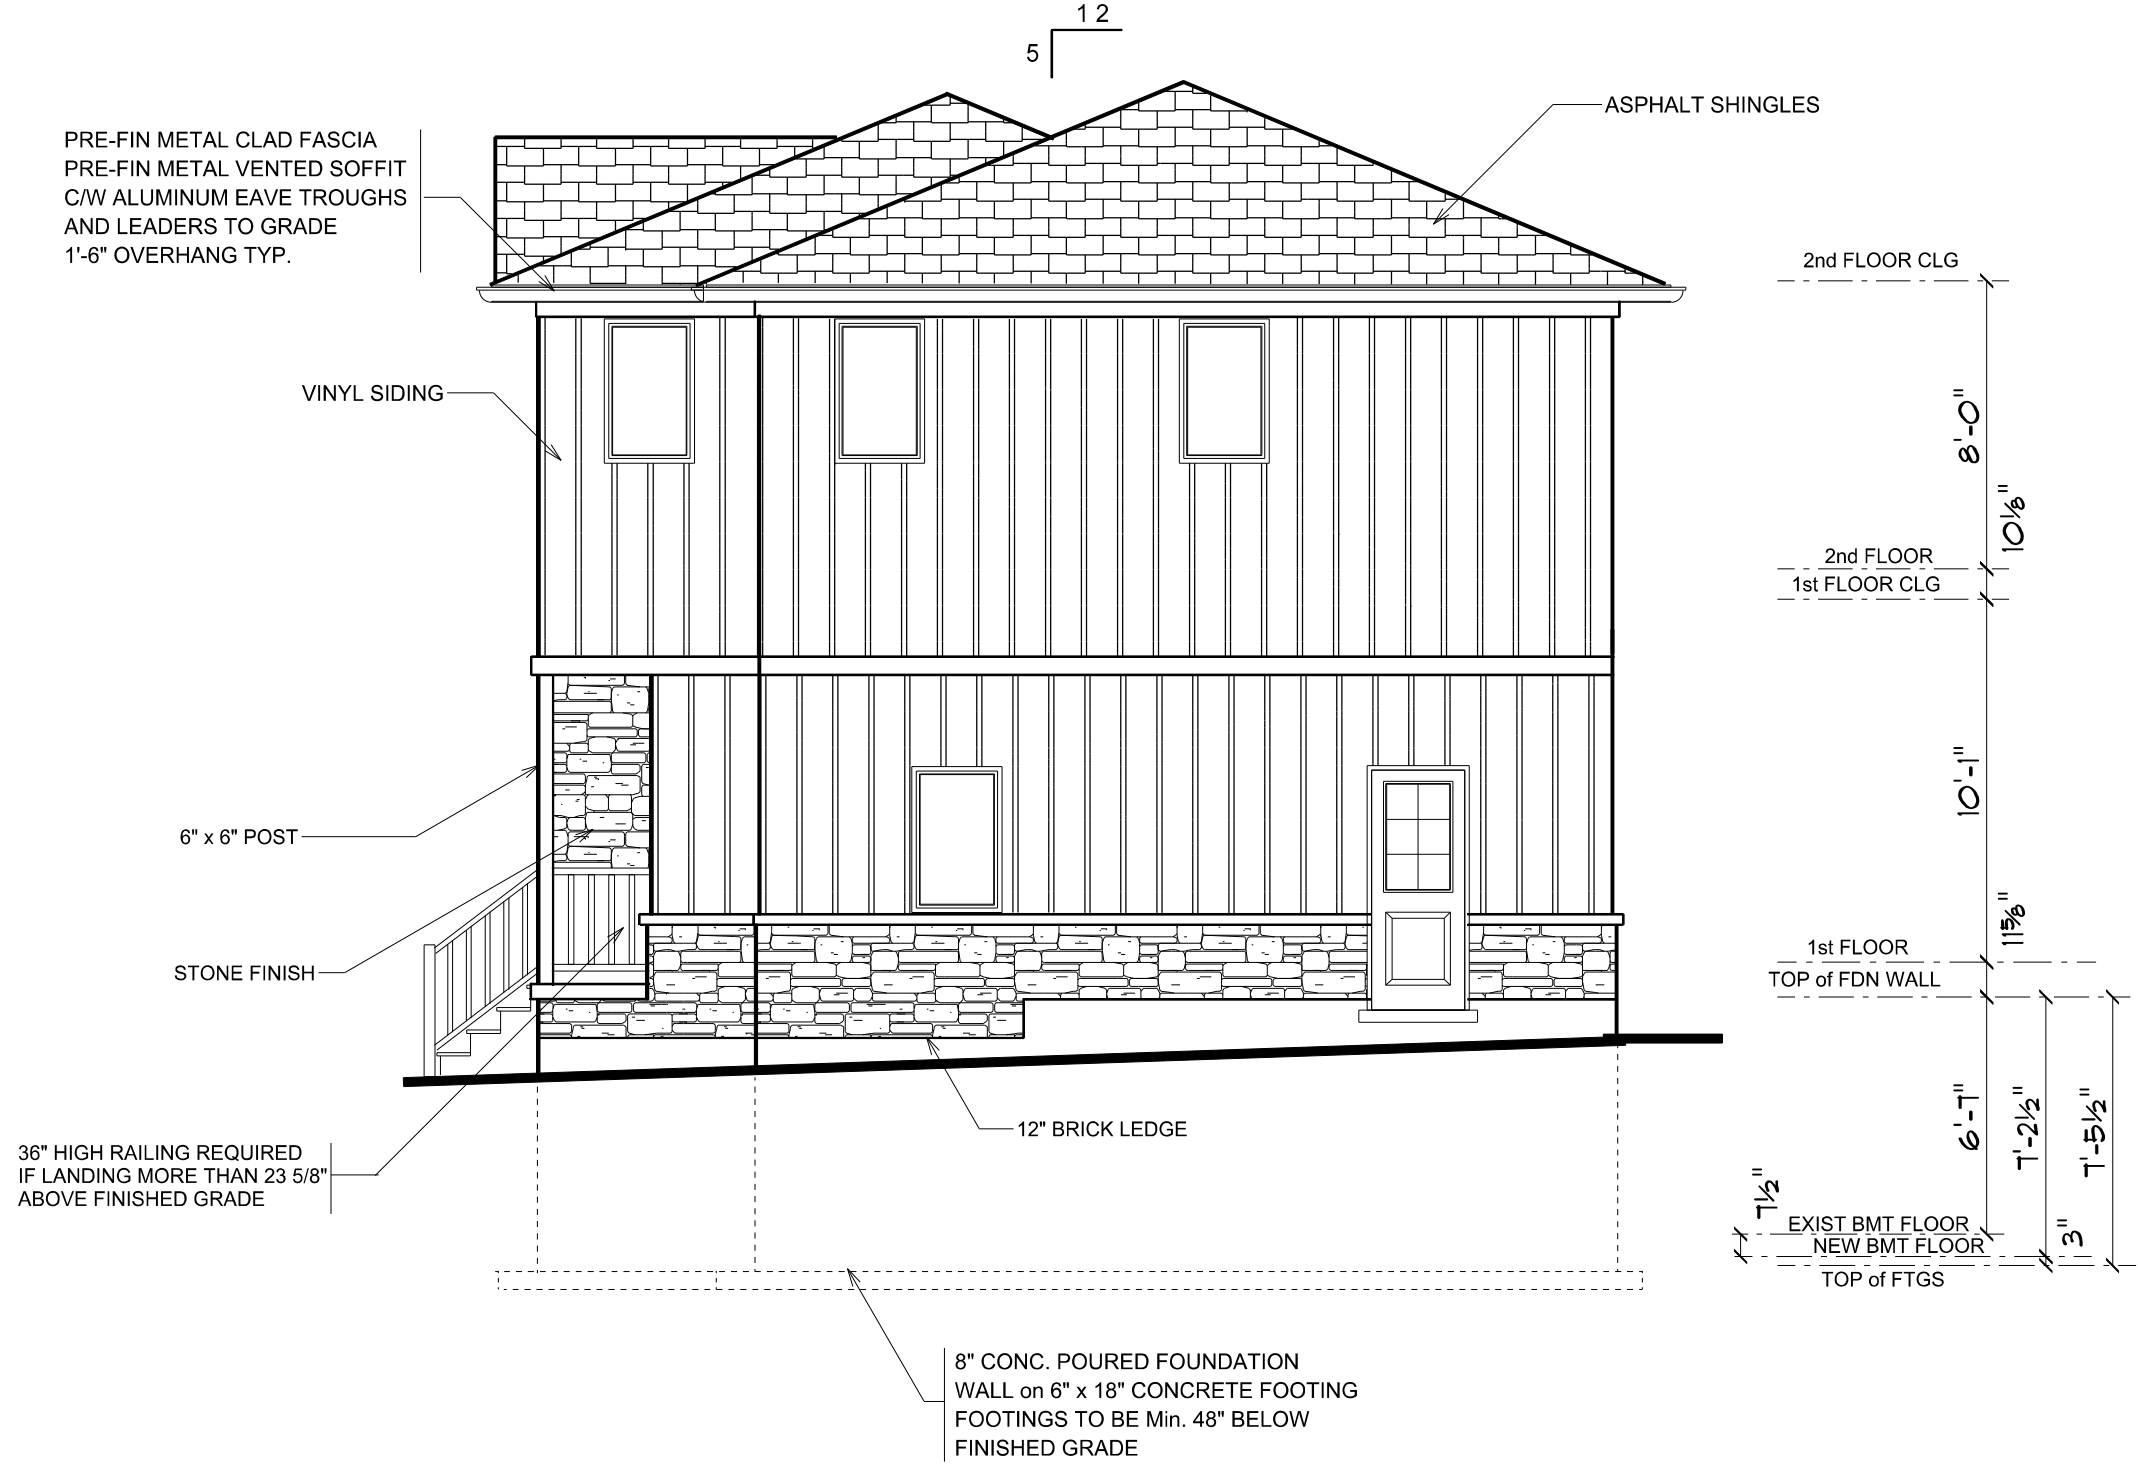 12
5
ASPHALT SHINGLES
PRE-FIN METAL CLAD FASCIA
PRE-FIN METAL VENTED SOFFIT
C/W ALUMINUM EAVE TROUGHS
AND LEADERS TO GRADE
1'-6" OVERHANG TYP.
2nd FLOOR CLG
VINYL SIDING
8'-0"
10⅛"
2nd FLOOR
1st FLOOR CLG
6" x 6" POST
10'-1"
11⅝"
1st FLOOR
STONE FINISH
TOP of FDN WALL
12" BRICK LEDGE
36" HIGH RAILING REQUIRED
IF LANDING MORE THAN 23 5/8"
ABOVE FINISHED GRADE
6'-7"
7'-2½"
7'-5½"
7½"
EXIST BMT FLOOR
NEW BMT FLOOR
3"
TOP of FTGS
8" CONC. POURED FOUNDATION
WALL on 6" x 18" CONCRETE FOOTING
FOOTINGS TO BE Min. 48" BELOW
FINISHED GRADE